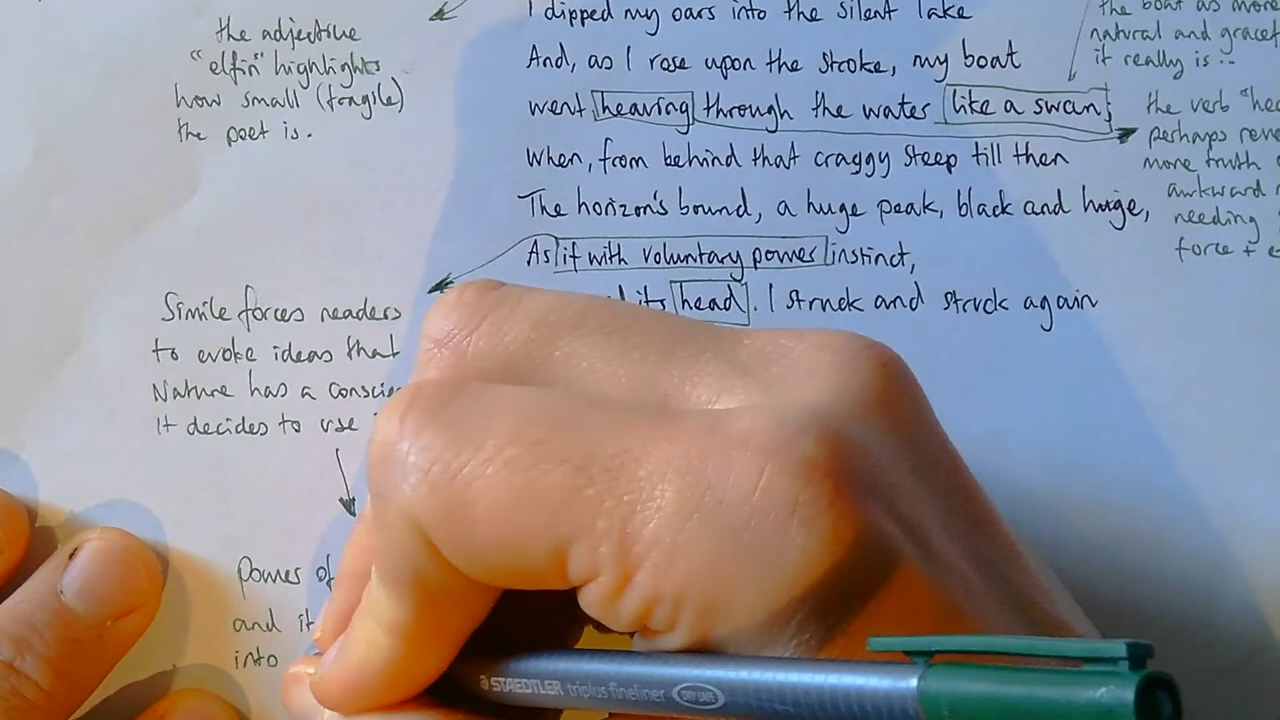 the adjective
"elfin" highlights
how small (fragile)
the poet is.
I dipped my oars into the silent lake
And, as I rose upon the stroke, my boat
went heaving through the water like a swan;
when, from behind that craggy steep till then
The horizon's bound, a huge peak, black and huge,
As if with voluntary power instinct,
its head. I struck and struck again
the boat as more
natural and
it really is...
the verb
perhaps
more truth
awkward
needing
force +
Simile forces readers
to evoke ideas that
Nature has a
It decides to use
power of
and it
into
STAEDTLER triplus fineliner DRY SAFE